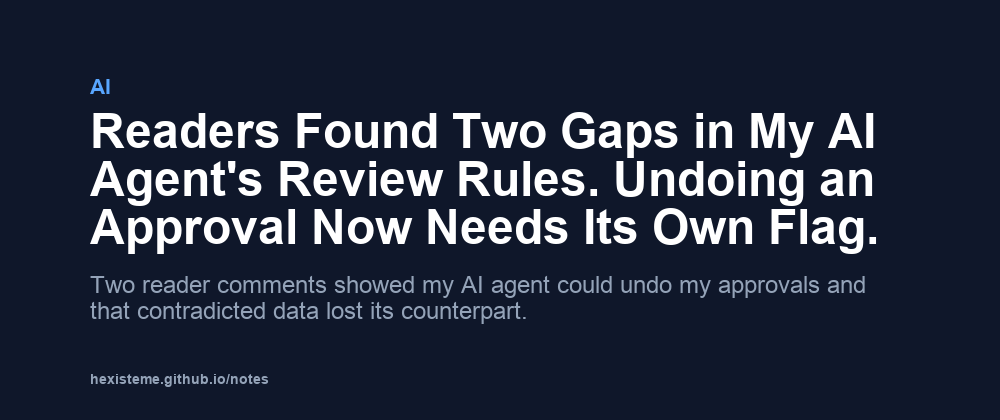 AI
Readers Found Two Gaps in My AI
Agent's Review Rules. Undoing an
Approval Now Needs Its Own Flag.
Two reader comments showed my AI agent could undo my approvals and
that contradicted data lost its counterpart.
hexisteme.github.io/notes